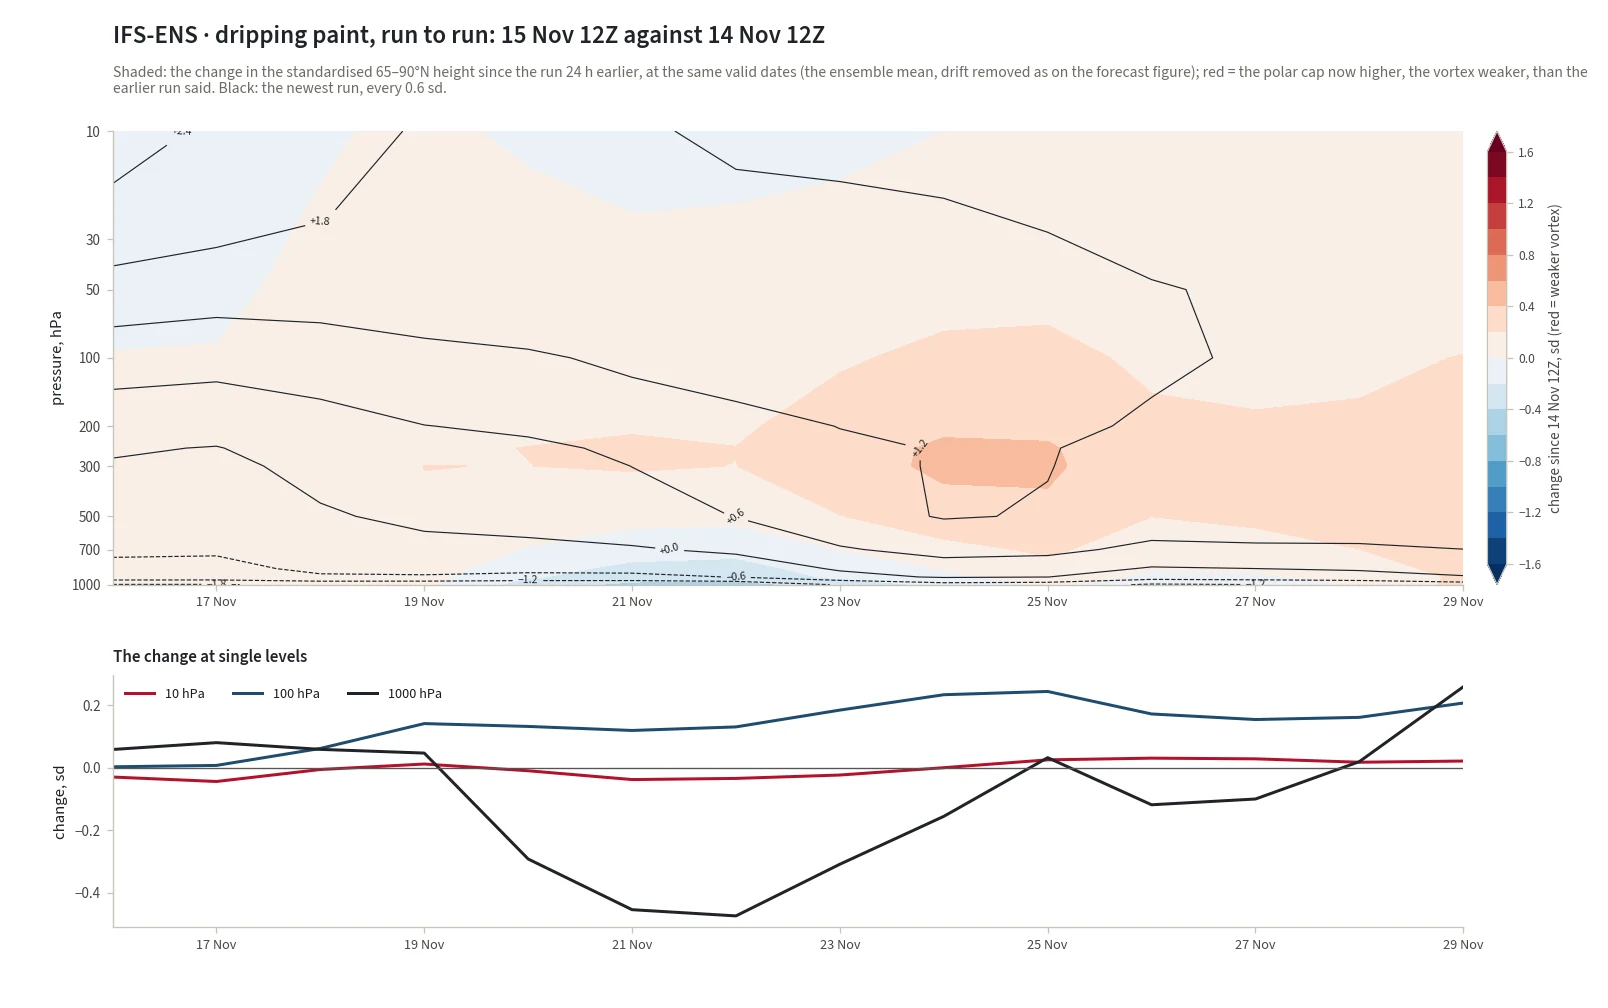 IFS-ENS · dripping paint, run to run: 15 Nov 12Z against 14 Nov 12Z
Shaded: the change in the standardised 65–90°N height since the run 24 h earlier, at the same valid dates (the ensemble mean, drift removed as on the forecast figure); red = the polar cap now higher, the vortex weaker, than the
earlier run said. Black: the newest run, every 0.6 sd.
10
30
50
100
200
300
500
700
1000
pressure, hPa
+1.8
+1.2
+0.6
+0.0
−0.6
−1.2
17 Nov
19 Nov
21 Nov
23 Nov
25 Nov
27 Nov
29 Nov
1.6
1.2
0.8
0.4
0.0
−0.4
−0.8
−1.2
−1.6
change since 14 Nov 12Z, sd (red = weaker vortex)
The change at single levels
10 hPa
100 hPa
1000 hPa
0.2
0.0
−0.2
−0.4
change, sd
17 Nov
19 Nov
21 Nov
23 Nov
25 Nov
27 Nov
29 Nov